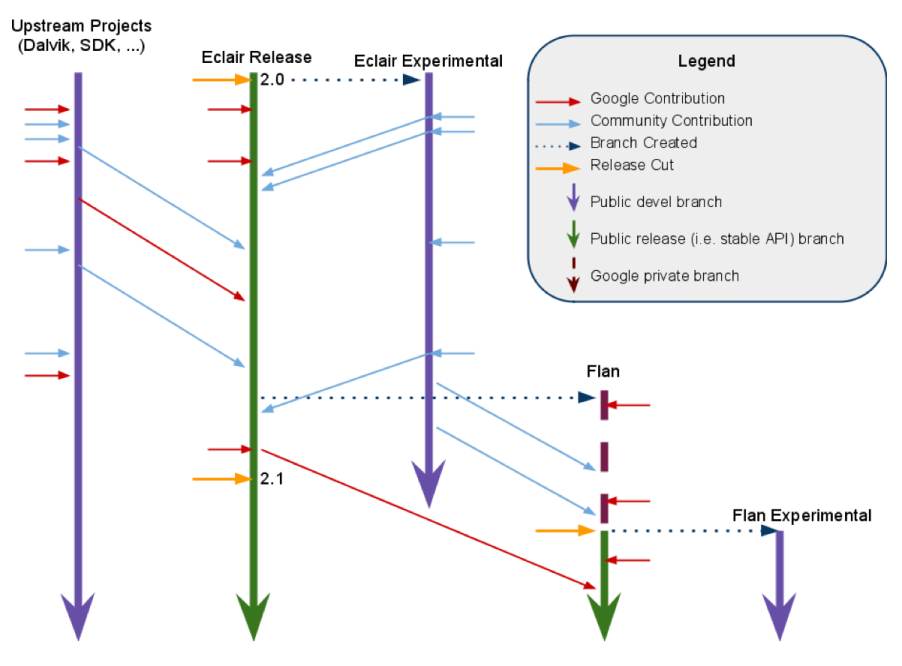 Upstream Projects
(Dalvik, SDK, ...)
Eclair Release
Eclair Experimental
2.0
Legend
Google Contribution
Community Contribution
Branch Created
Release Cut
Public devel branch
Public release (i.e. stable API) branch
Google private branch
Flan
2.1
Flan Experimental